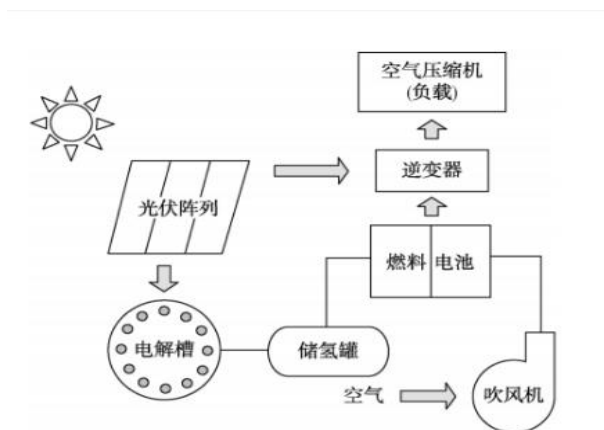 空气压缩机
(负载)
逆变器
光伏阵列
燃料 电池
电解槽
储氢罐
空气
吹风机